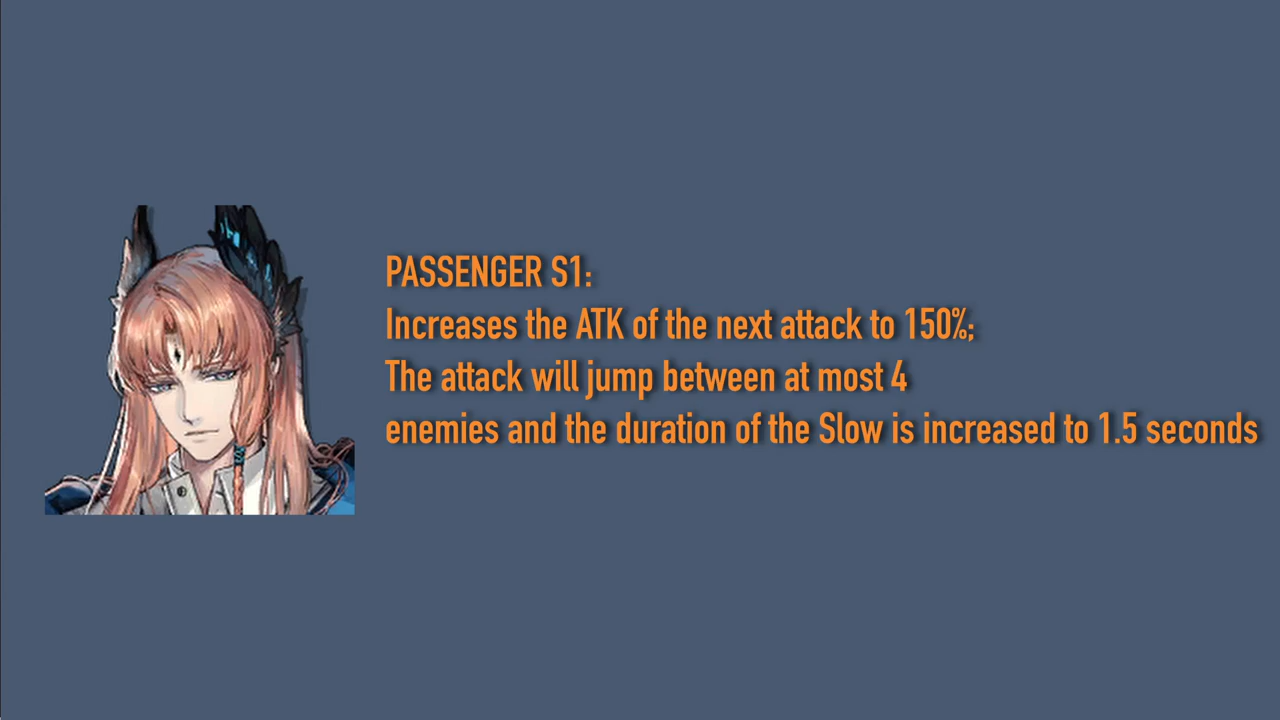 PASSENGER S1:
Increases the ATK of the next attack to 150%;
The attack will jump between at most 4
enemies and the duration of the Slow is increased to 1.5 seconds